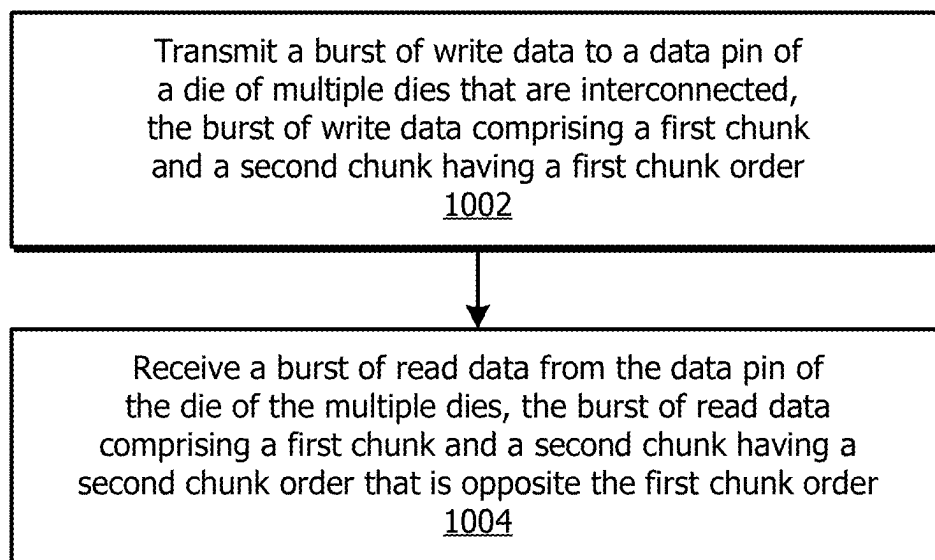 Transmit a burst of write data to a data pin of
a die of multiple dies that are interconnected,
the burst of write data comprising a first chunk
and a second chunk having a first chunk order
1002
Receive a burst of read data from the data pin of
the die of the multiple dies, the burst of read data
comprising a first chunk and a second chunk having a
second chunk order that is opposite the first chunk order
1004